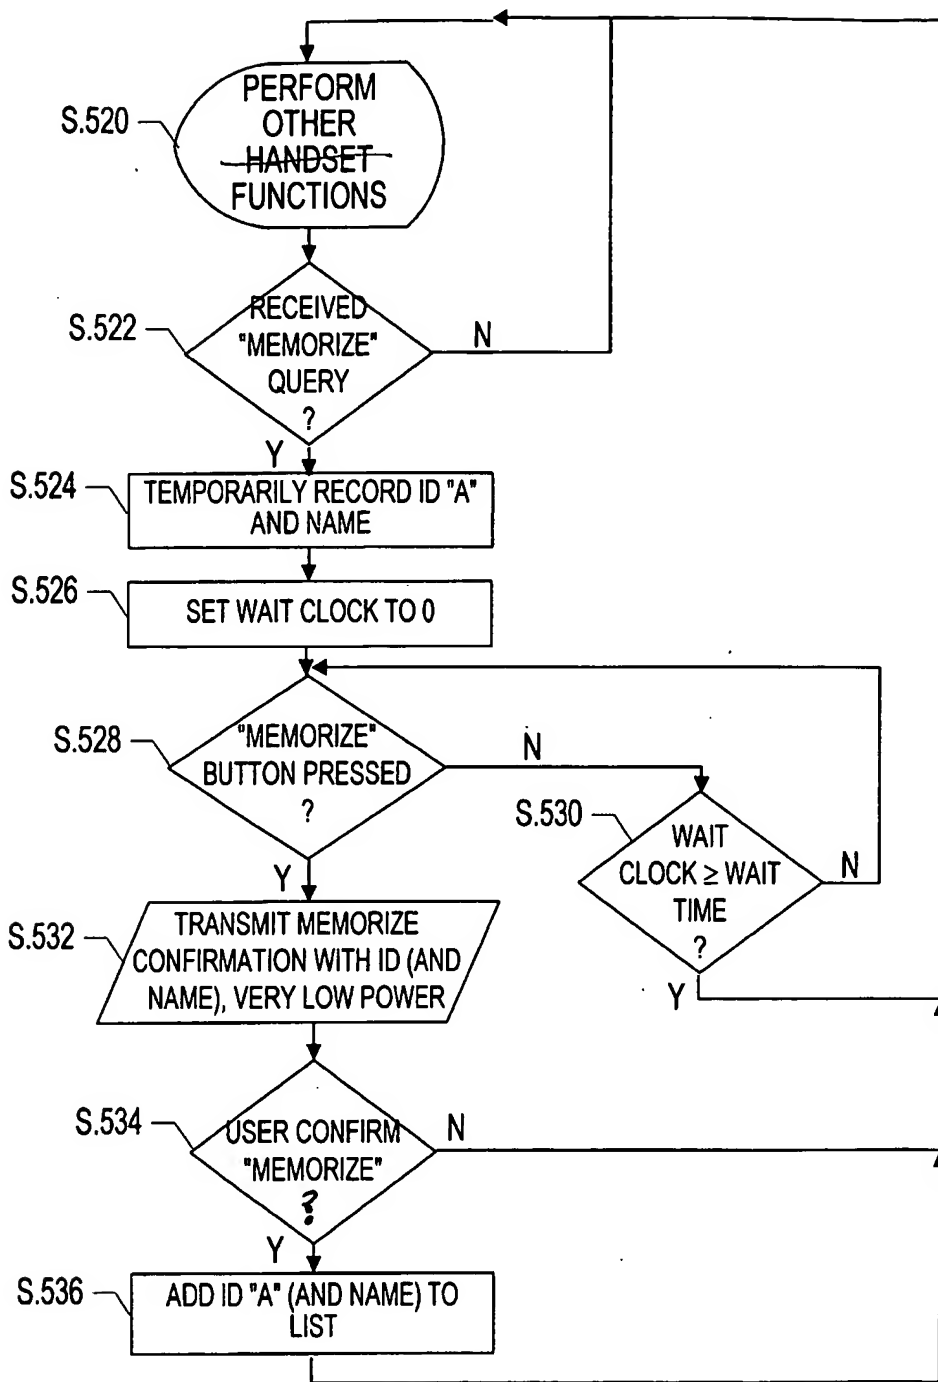 S.520
PERFORM
OTHER
HANDSET
FUNCTIONS
S.522
RECEIVED
"MEMORIZE"
QUERY
?
N
Y
S.524
TEMPORARILY RECORD ID "A"
AND NAME
S.526
SET WAIT CLOCK TO 0
S.528
"MEMORIZE"
BUTTON PRESSED
?
N
Y
S.530
WAIT
CLOCK ≥ WAIT
TIME
?
N
Y
S.532
TRANSMIT MEMORIZE
CONFIRMATION WITH ID (AND
NAME), VERY LOW POWER
S.534
USER CONFIRM
"MEMORIZE"
?
N
Y
S.536
ADD ID "A" (AND NAME) TO
LIST